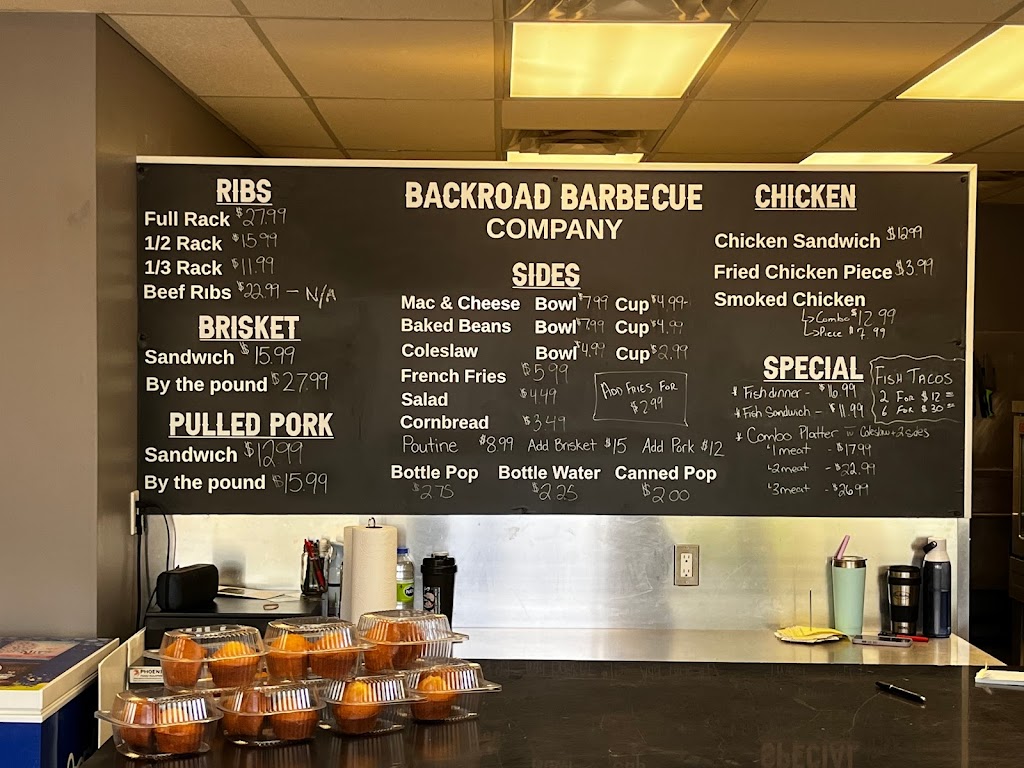 RIBS
Full Rack $27.99
1/2 Rack $15.99
1/3 Rack $11.99
Beef Ribs $22.99 - N/A
BRISKET
Sandwich $15.99
By the pound $27.99
PULLED PORK
Sandwich $12.99
By the pound $15.99
BACKROAD BARBECUE
COMPANY
SIDES
Mac & Cheese Bowl $7.99 Cup $4.99
Baked Beans Bowl $7.99 Cup $4.99
Coleslaw Bowl $4.99 Cup $2.99
French Fries $5.99
Salad $4.49
Cornbread $3.49
ADD FRIES FOR
$2.99
Poutine $8.99 Add Brisket $15 Add Pork $12
Bottle Pop Bottle Water Canned Pop
$2.75 $2.25 $2.00
CHICKEN
Chicken Sandwich $12.99
Fried Chicken Piece $3.99
Smoked Chicken
↳Combo $12.99
↳Piece $7.99
SPECIAL
* Fish dinner - $16.99
* Fish Sandwich - $11.99
* Combo Platter w Coleslaw + 2 sides
↳1 meat - $17.99
↳2 meat - $22.99
↳3 meat - $26.99
FISH TACOS
2 FOR $12
6 FOR $30